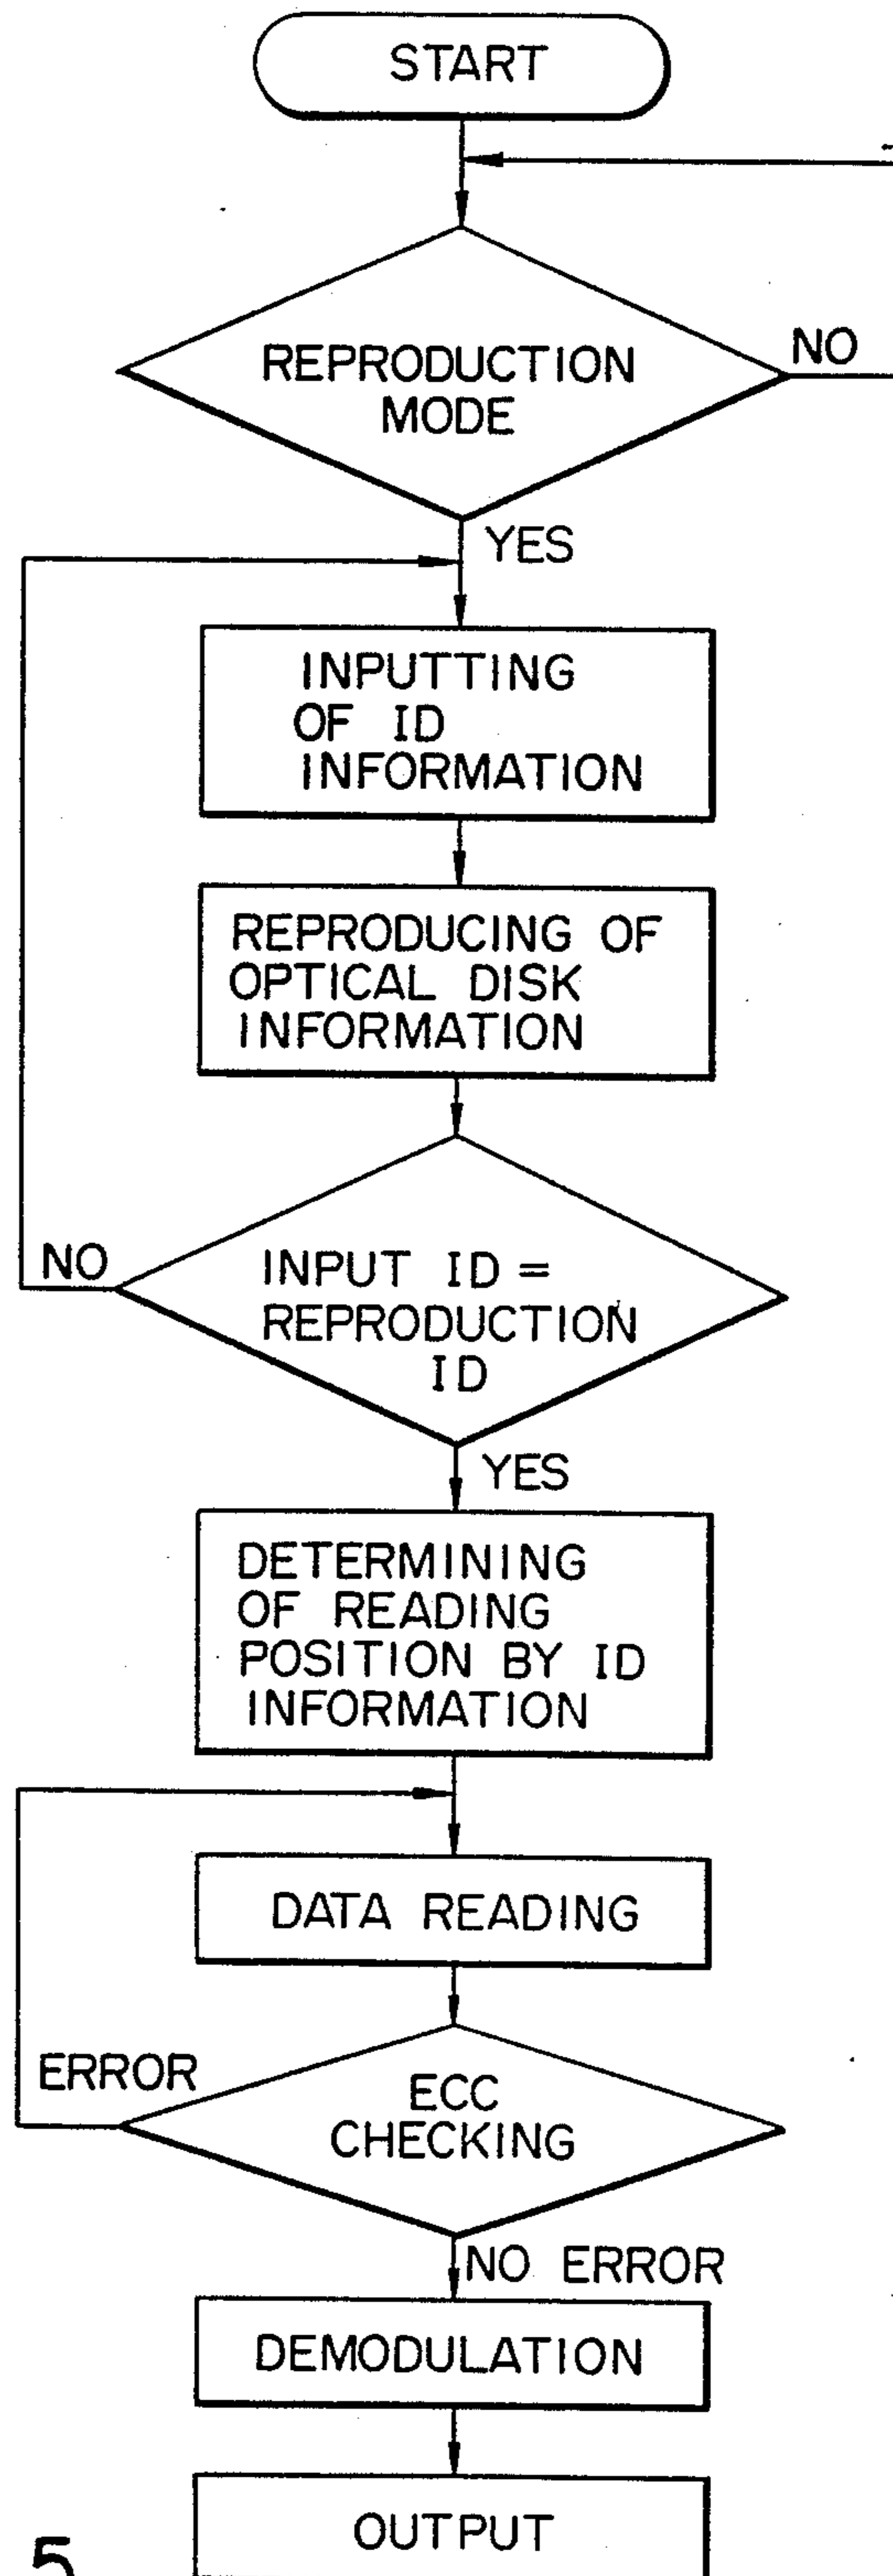 START
REPRODUCTION
MODE
NO
YES
INPUTTING
OF ID
INFORMATION
REPRODUCING OF
OPTICAL DISK
INFORMATION
NO
INPUT ID =
REPRODUCTION
ID
YES
DETERMINING
OF READING
POSITION BY ID
INFORMATION
DATA READING
ERROR
ECC
CHECKING
NO ERROR
DEMODULATION
OUTPUT
5